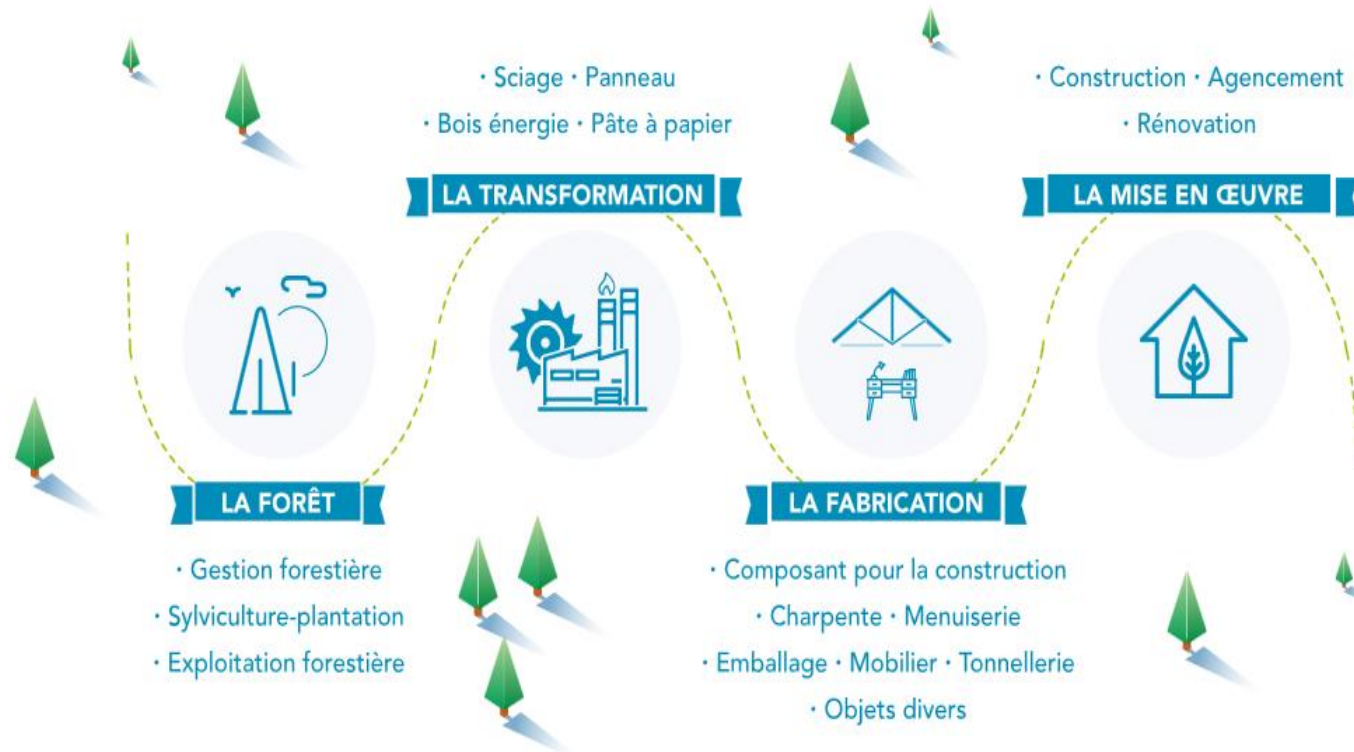 · Sciage · Panneau
· Bois énergie · Pâte à papier
LA TRANSFORMATION
· Construction · Agencement
· Rénovation
LA MISE EN ŒUVRE
LA FORÊT
· Gestion forestière
· Sylviculture-plantation
· Exploitation forestière
LA FABRICATION
· Composant pour la construction
· Charpente · Menuiserie
· Emballage · Mobilier · Tonnellerie
· Objets divers